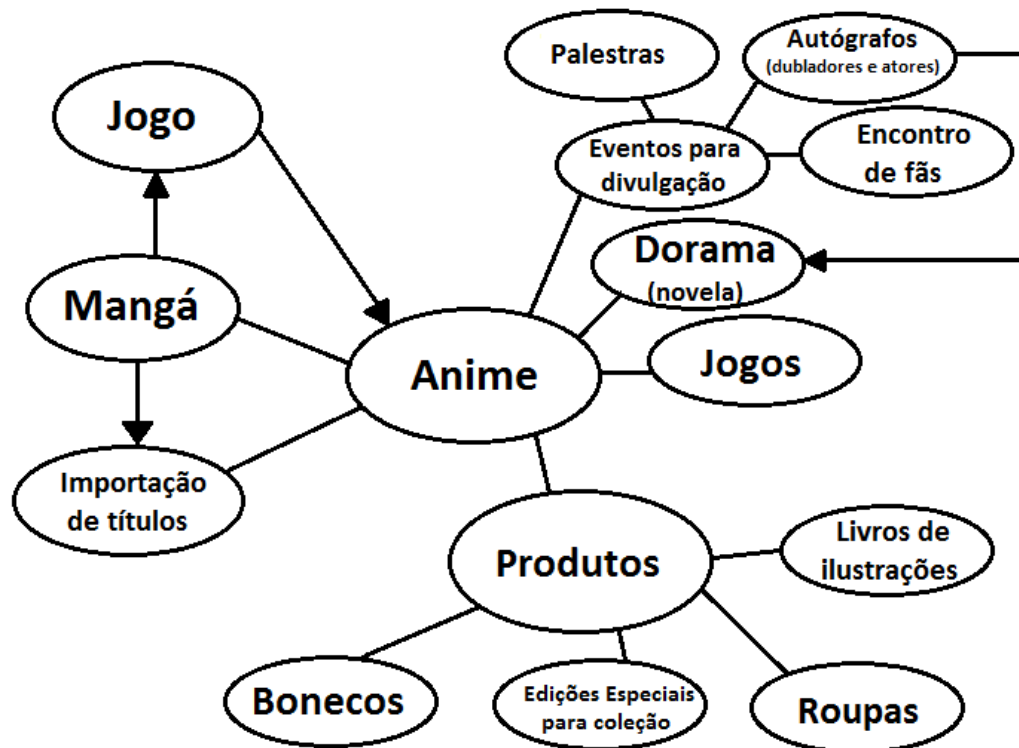 Palestras
Autógrafos
(dubladores e atores)
Jogo
Eventos para
divulgação
Encontro
de fãs
Mangá
Dorama
(novela)
Anime
Jogos
Importação
de títulos
Produtos
Livros de
ilustrações
Bonecos
Edições Especiais
para coleção
Roupas